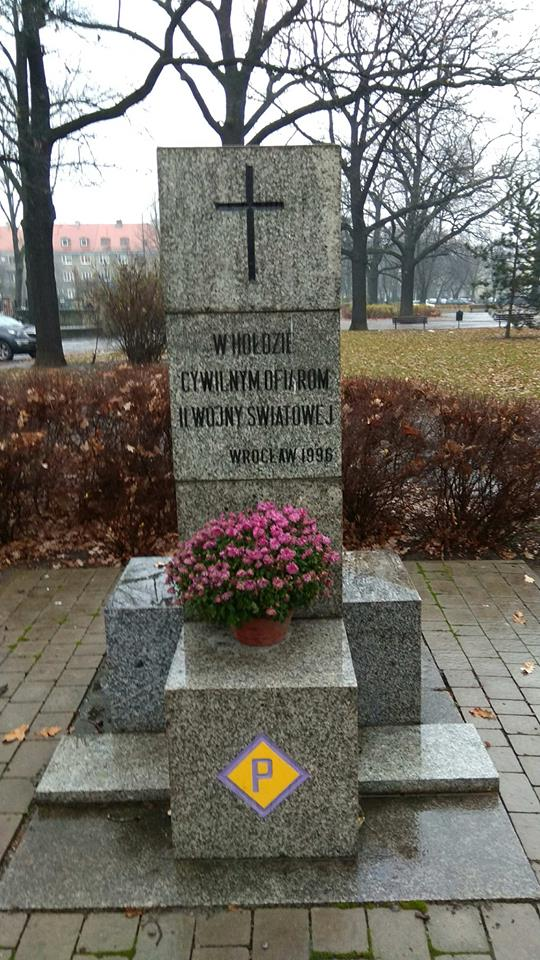 W HOŁDZIE
CYWILNYM OFIAROM
II WOJNY ŚWIATOWEJ
WROCŁAW 1996
P